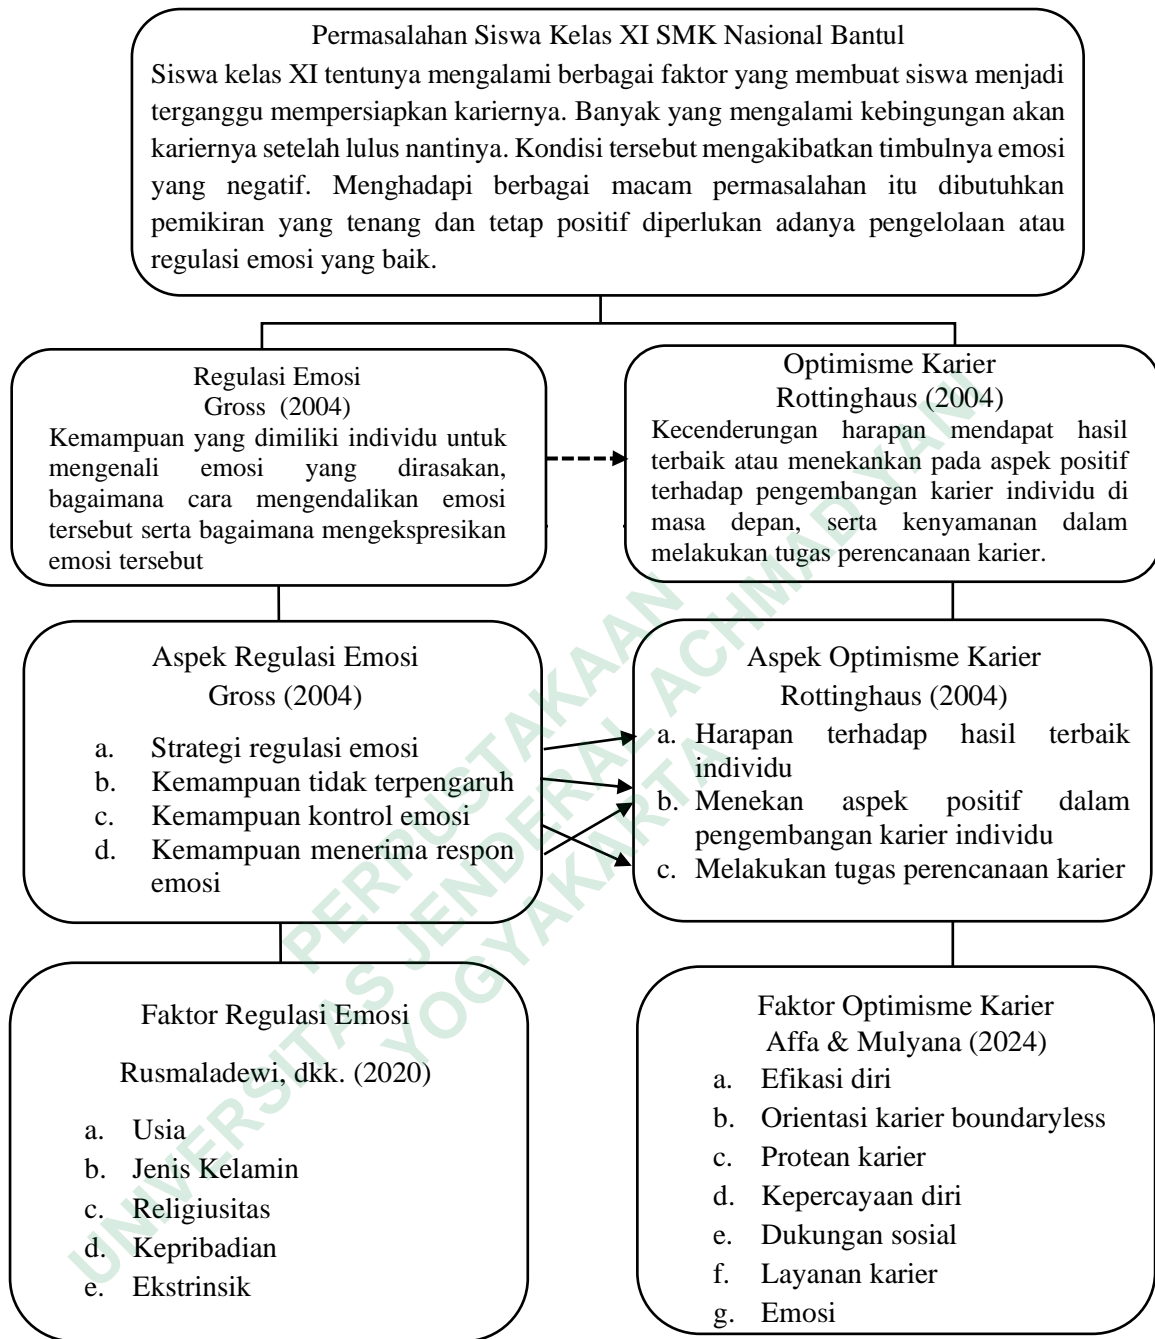 Permasalahan Siswa Kelas XI SMK Nasional Bantul
Siswa kelas XI tentunya mengalami berbagai faktor yang membuat siswa menjadi
terganggu mempersiapkan kariernya. Banyak yang mengalami kebingungan akan
kariernya setelah lulus nantinya. Kondisi tersebut mengakibatkan timbulnya emosi
yang negatif. Menghadapi berbagai macam permasalahan itu dibutuhkan
pemikiran yang tenang dan tetap positif diperlukan adanya pengelolaan atau
regulasi emosi yang baik.
Regulasi Emosi
Gross (2004)
Kemampuan yang dimiliki individu untuk
mengenali emosi yang dirasakan,
bagaimana cara mengendalikan emosi
tersebut serta bagaimana mengekspresikan
emosi tersebut
Optimisme Karier
Rottinghaus (2004)
Kecenderungan harapan mendapat hasil
terbaik atau menekankan pada aspek positif
terhadap pengembangan karier individu di
masa depan, serta kenyamanan dalam
melakukan tugas perencanaan karier.
Aspek Regulasi Emosi
Gross (2004)
a. Strategi regulasi emosi
b. Kemampuan tidak terpengaruh
c. Kemampuan kontrol emosi
d. Kemampuan menerima respon
emosi
Aspek Optimisme Karier
Rottinghaus (2004)
a. Harapan terhadap hasil terbaik
individu
b. Menekan aspek positif dalam
pengembangan karier individu
c. Melakukan tugas perencanaan karier
Faktor Regulasi Emosi
Rusmaladewi, dkk. (2020)
a. Usia
b. Jenis Kelamin
c. Religiusitas
d. Kepribadian
e. Ekstrinsik
Faktor Optimisme Karier
Affa & Mulyana (2024)
a. Efikasi diri
b. Orientasi karier boundaryless
c. Protean karier
d. Kepercayaan diri
e. Dukungan sosial
f. Layanan karier
g. Emosi
PERPUSTAKAAN
UNIVERSITAS JENDERAL ACHMAD YANI
YOGYAKARTA